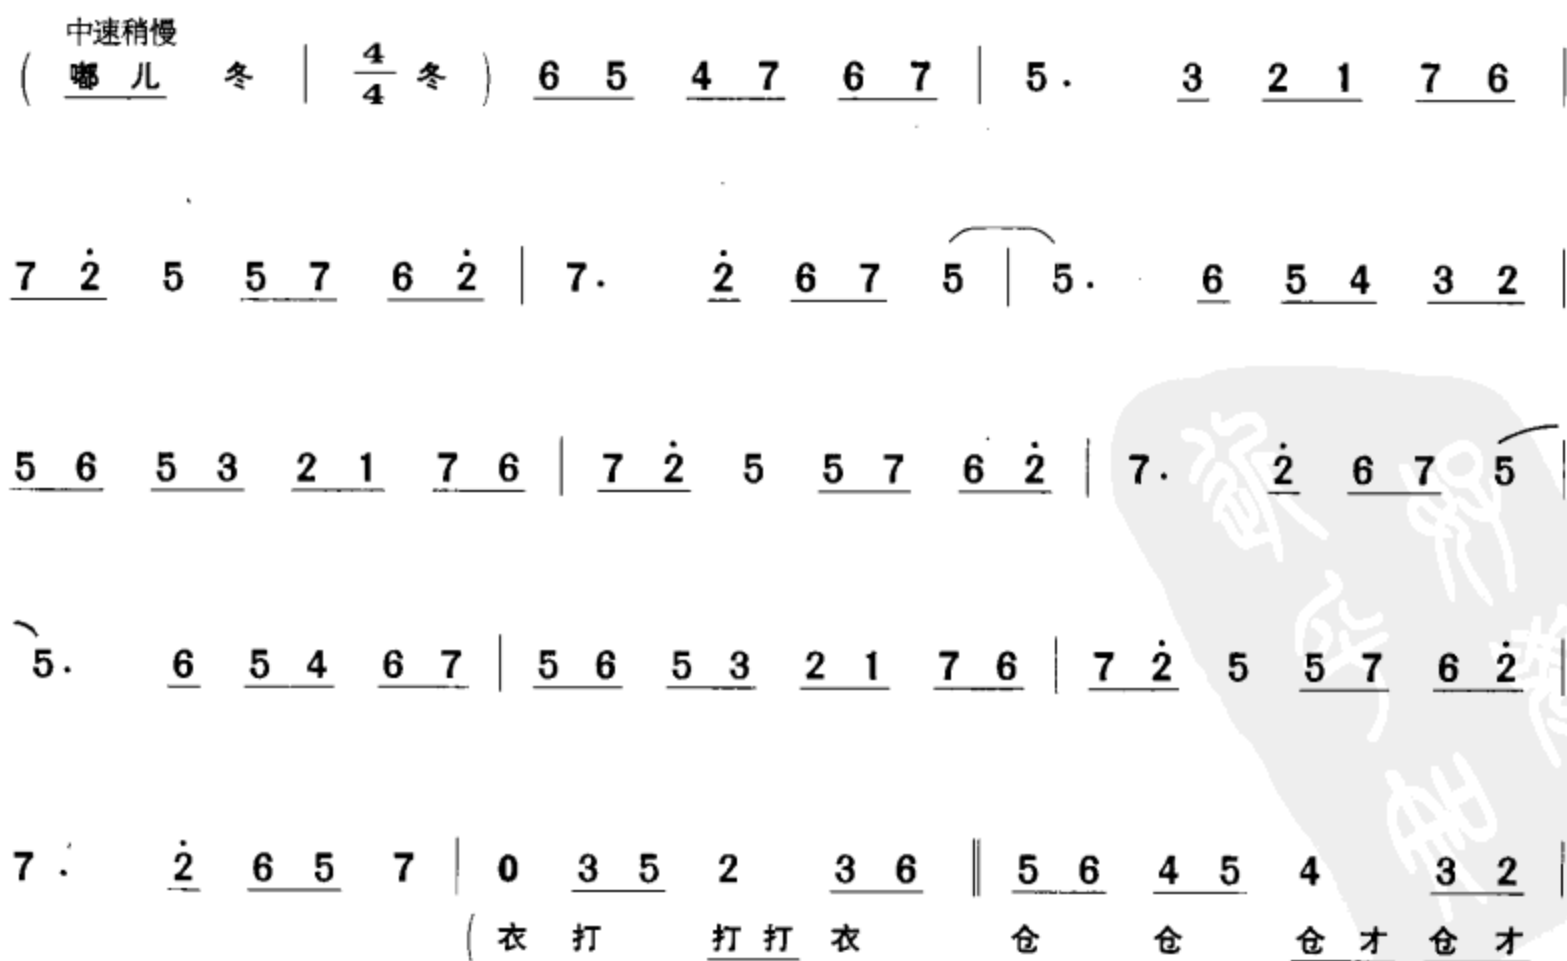 中速稍慢
( 嘟 儿 冬 | 4/4 冬 ) 6 5 4 7 6 7 | 5. 3 2 1 7 6 |
7 2̇ 5 5 7 6 2̇ | 7. 2̇ 6 7 5 | 5. 6 5 4 3 2 |
5 6 5 3 2 1 7 6 | 7 2̇ 5 5 7 6 2̇ | 7. 2̇ 6 7 5 |
5. 6 5 4 6 7 | 5 6 5 3 2 1 7 6 | 7 2̇ 5 5 7 6 2̇ |
7. 2̇ 6 5 7 | 0 3 5 2 3 6 ‖ 5 6 4 5 4 3 2 |
( 衣 打 打 打 衣 仓 仓 仓 才 仓 才